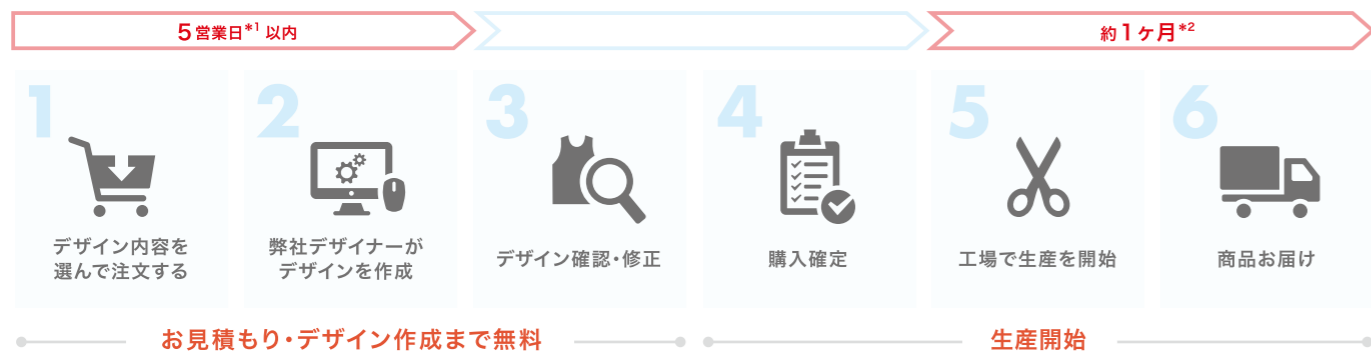 5営業日*1以内
約1ヶ月*2
1
デザイン内容を
選んで注文する
2
弊社デザイナーが
デザインを作成
3
デザイン確認・修正
4
購入確定
5
工場で生産を開始
6
商品お届け
お見積もり・デザイン作成まで無料
生産開始